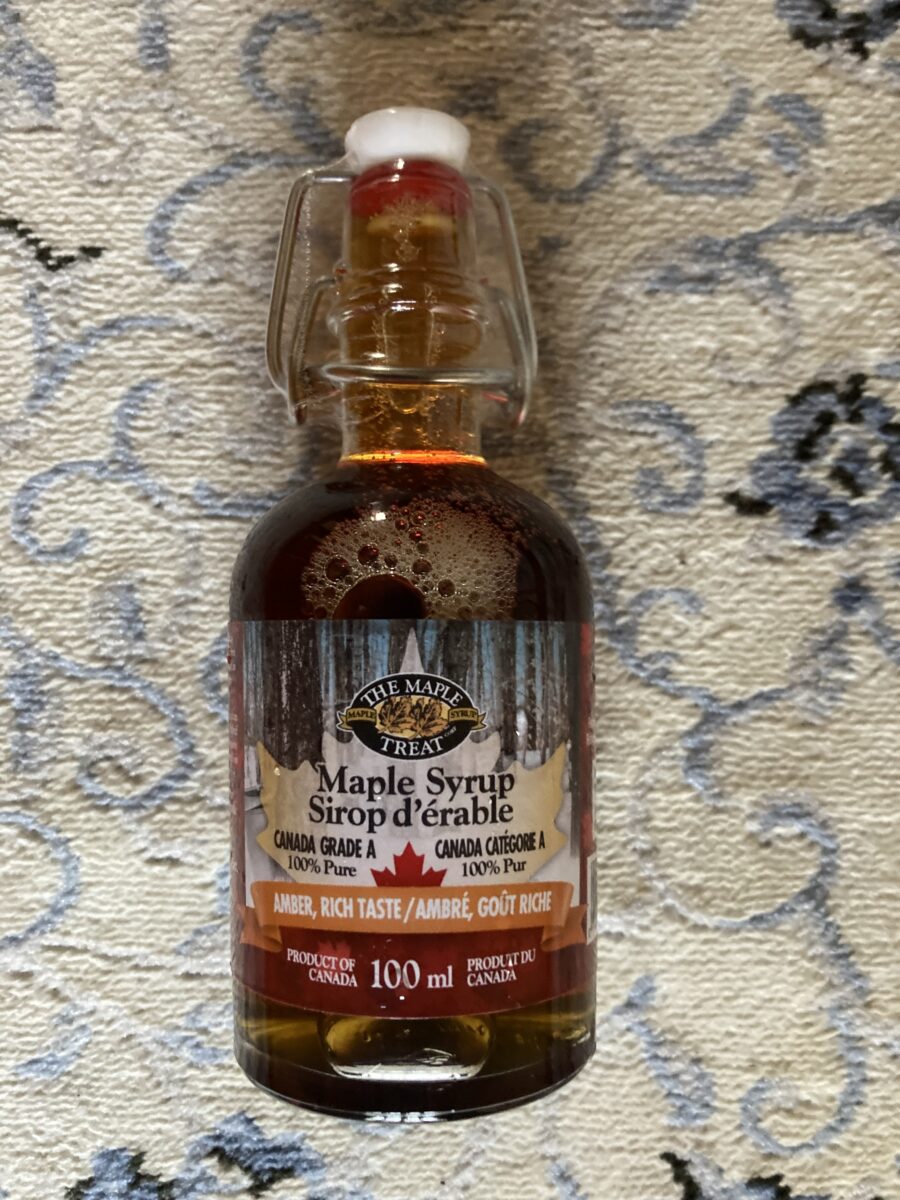 THE MAPLE
MAPLE SYRUP
TREAT CORP
Maple Syrup
Sirop d'érable
CANADA GRADE A
100% Pure
CANADA CATÉGORIE A
100% Pur
AMBER, RICH TASTE / AMBRÉ, GOÛT RICHE
PRODUCT OF
CANADA
100 ml
PRODUIT DU
CANADA